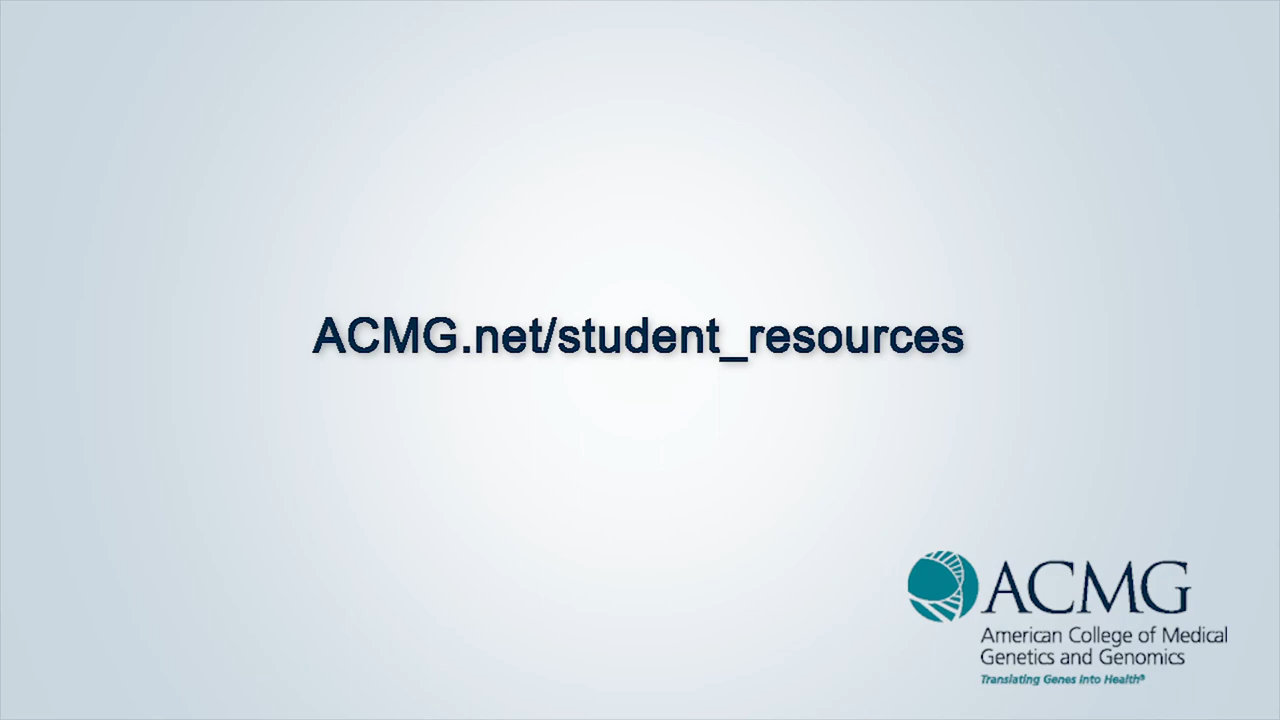 ACMG.net/student_resources
ACMG
American College of Medical
Genetics and Genomics
Translating Genes Into Health®